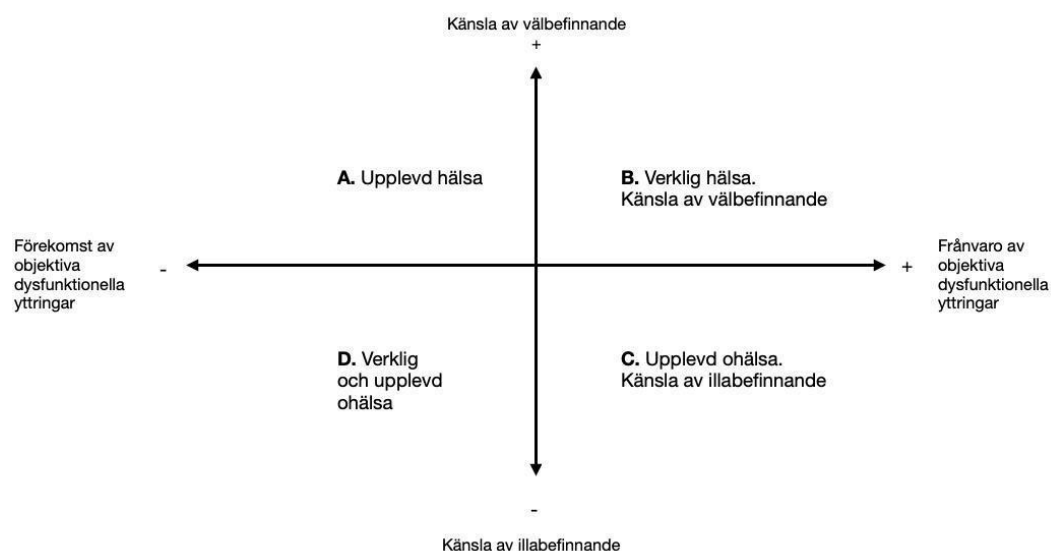 Känsla av välbefinnande
+
A. Upplevd hälsa
B. Verklig hälsa.
Känsla av välbefinnande
Förekomst av
objektiva
dysfunktionella
yttringar
-
+
Frånvaro av
objektiva
dysfunktionella
yttringar
D. Verklig
och upplevd
ohälsa
C. Upplevd ohälsa.
Känsla av illabefinnande
-
Känsla av illabefinnande